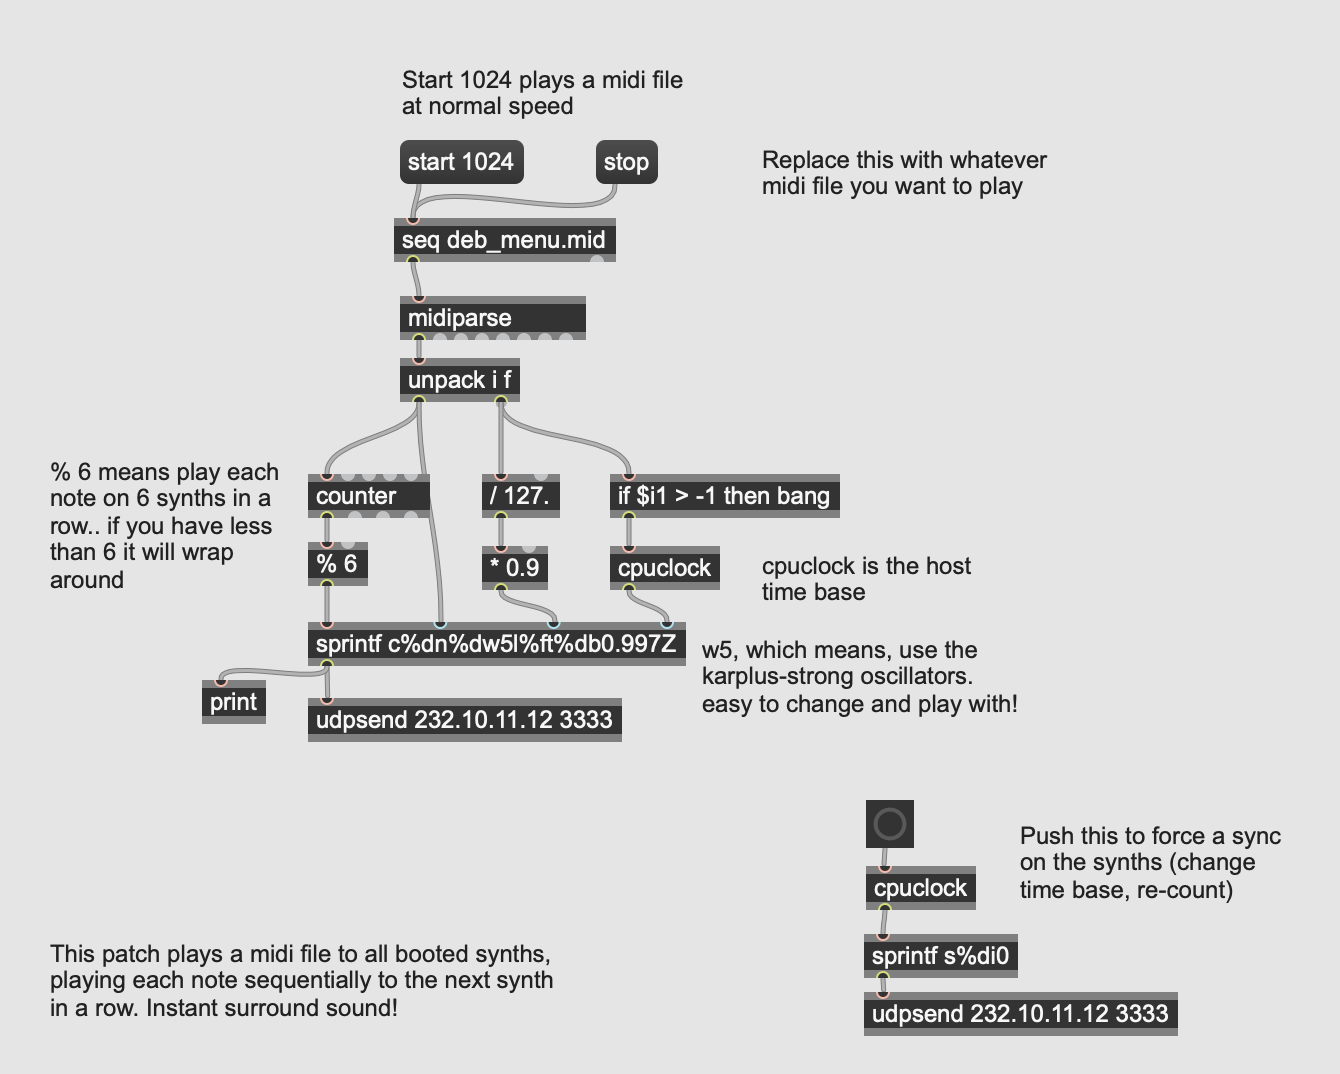 Start 1024 plays a midi file
at normal speed
start 1024
stop
Replace this with whatever
midi file you want to play
seq deb_menu.mid
midiparse
unpack i f
% 6 means play each
note on 6 synths in a
row.. if you have less
than 6 it will wrap
around
counter
/ 127.
if $i1 > -1 then bang
% 6
* 0.9
cpuclock
cpuclock is the host
time base
sprintf c%dn%dw5l%ft%db0.997Z
w5, which means, use the
karplus-strong oscillators.
easy to change and play with!
print
udpsend 232.10.11.12 3333
Push this to force a sync
on the synths (change
time base, re-count)
cpuclock
sprintf s%di0
udpsend 232.10.11.12 3333
This patch plays a midi file to all booted synths,
playing each note sequentially to the next synth
in a row. Instant surround sound!